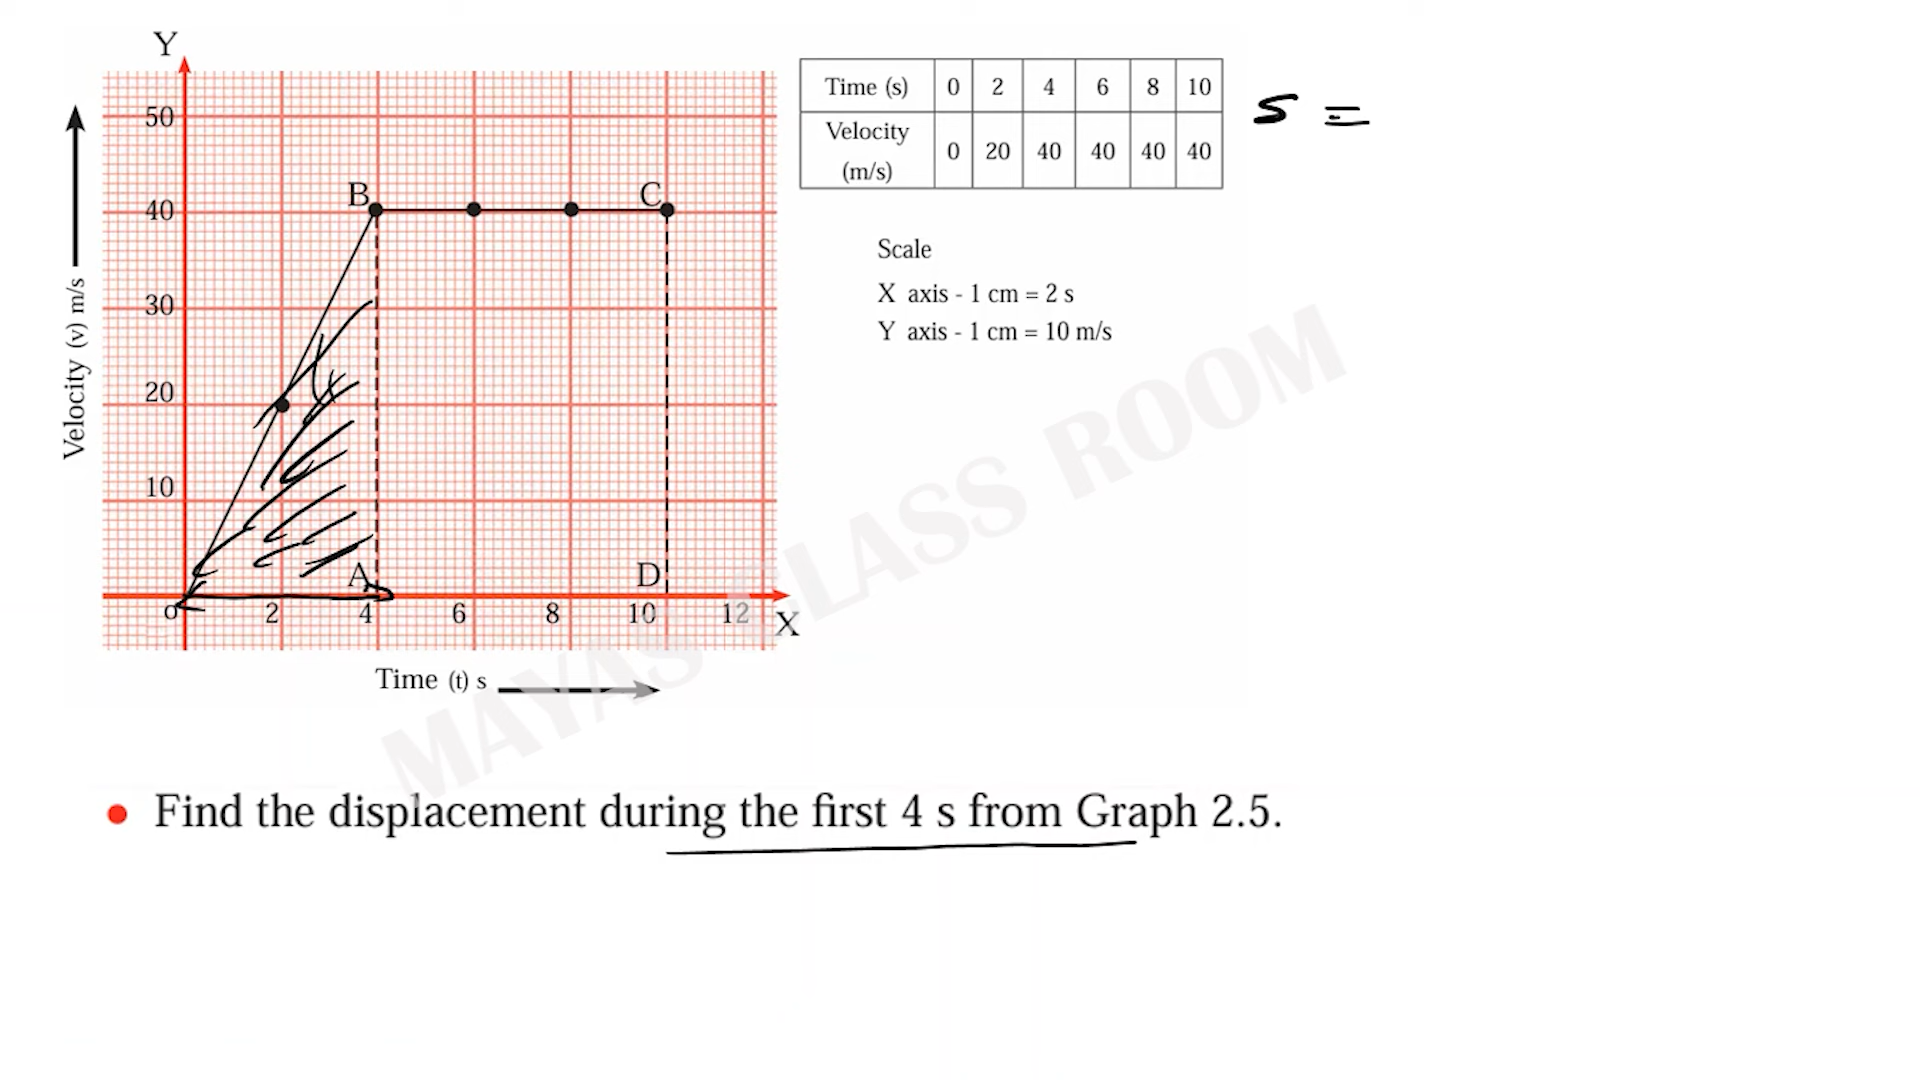 Y
50
40
30
20
10
B
C
A
D
o
2 4 6 8 10 12
X
Velocity (v) m/s
Time (t) s
Time (s) 0 2 4 6 8 10
Velocity (m/s) 0 20 40 40 40 40
s =
Scale
X axis - 1 cm = 2 s
Y axis - 1 cm = 10 m/s
MAYAS CLASS ROOM
• Find the displacement during the first 4 s from Graph 2.5.